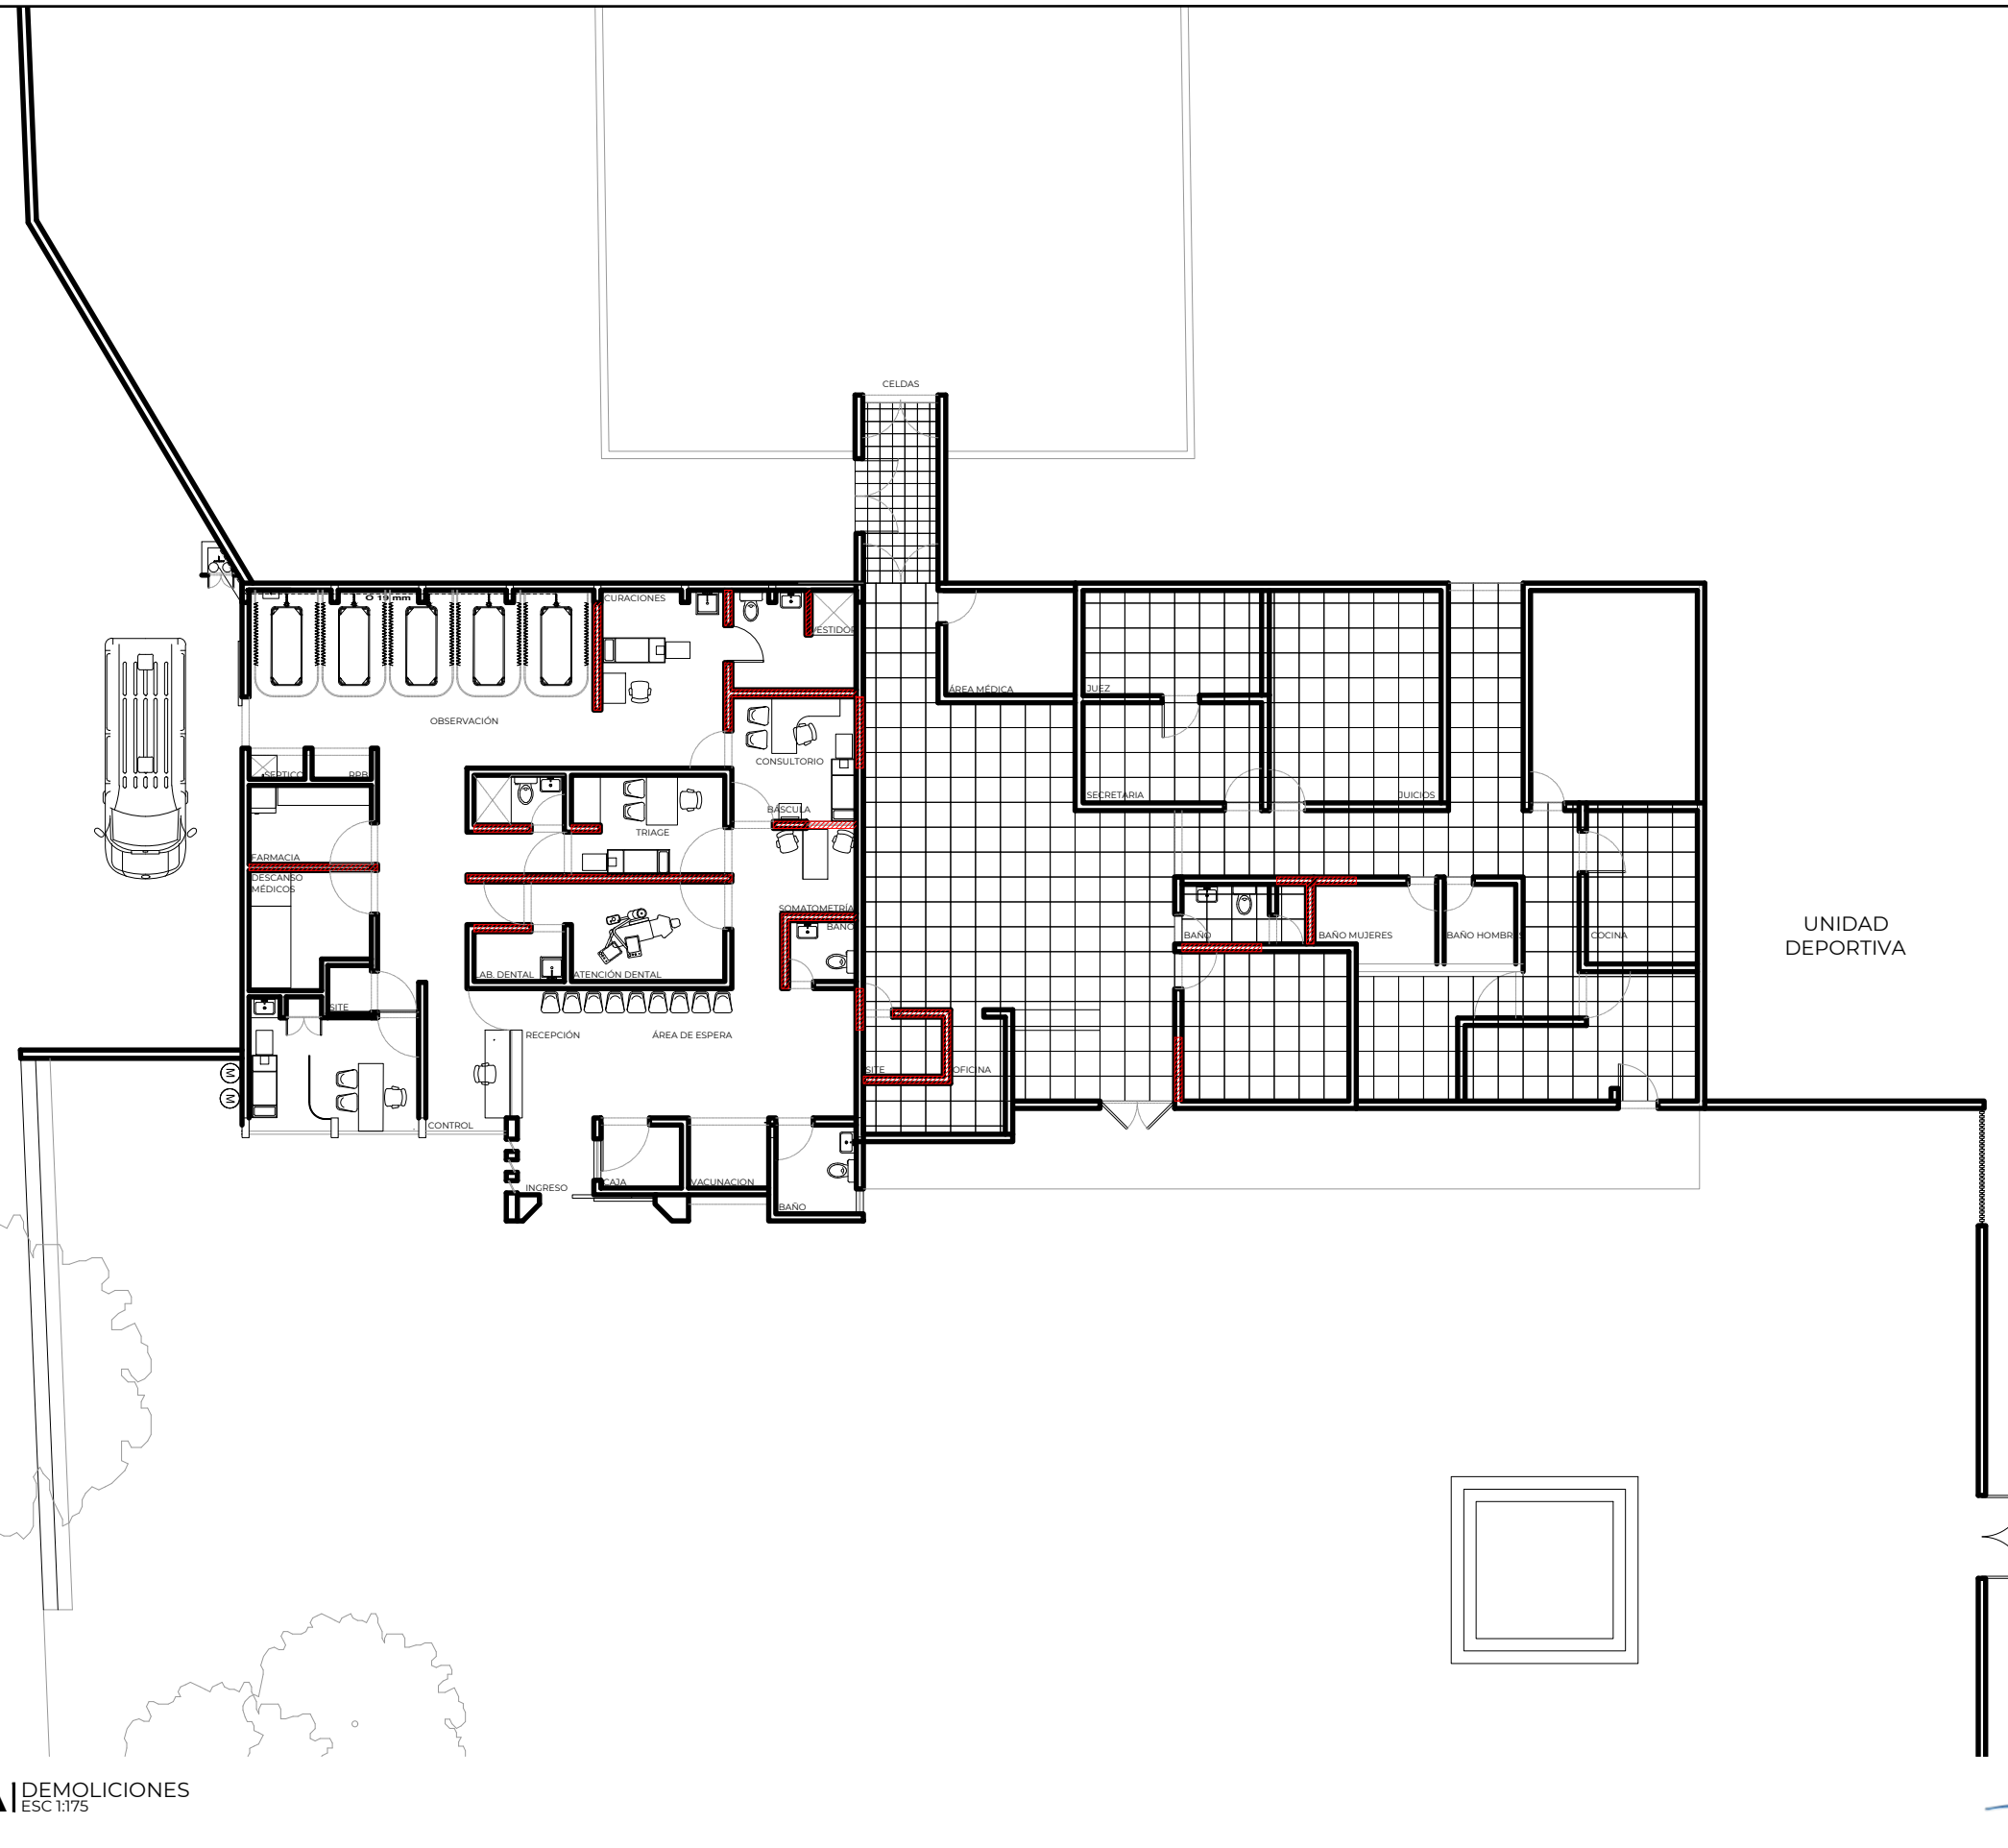 CELDAS
Ó 19 mm
CURACIONES
VESTIDOR
ÁREA MÉDICA
JUEZ
OBSERVACIÓN
CONSULTORIO
SÉPTICO
RPBI
SECRETARIA
JUICIOS
BÁSCULA
TRIAGE
FARMACIA
DESCANSO
MÉDICOS
SOMATOMETRÍA
BAÑO
BAÑO
BAÑO MUJERES
BAÑO HOMBRES
COCINA
UNIDAD
DEPORTIVA
LAB. DENTAL
ATENCIÓN DENTAL
SITE
RECEPCIÓN
ÁREA DE ESPERA
SITE
OFICINA
M
M
CONTROL
INGRESO
CAJA
VACUNACION
BAÑO
DEMOLICIONES
ESC 1:175